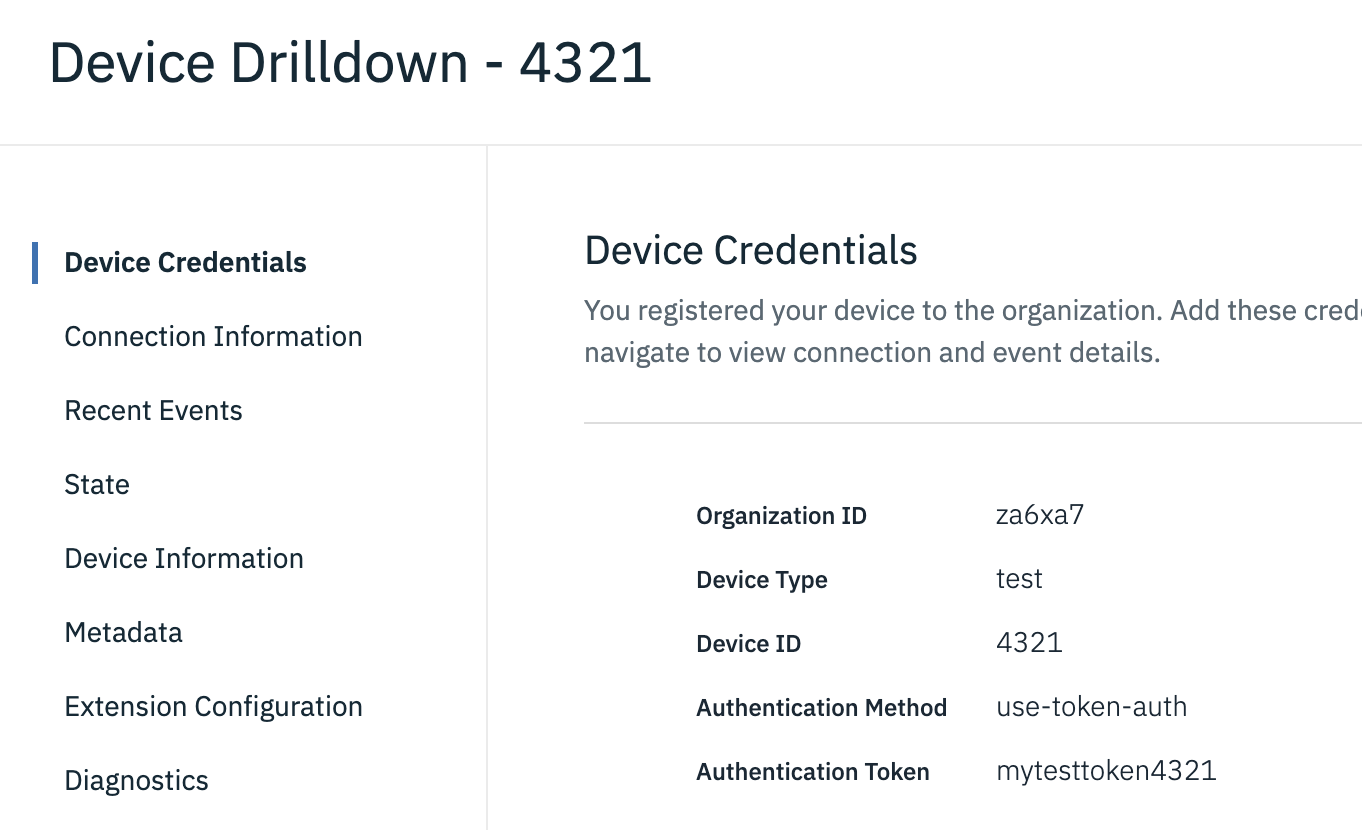 Device Drilldown - 4321
Device Credentials
Connection Information
Recent Events
State
Device Information
Metadata
Extension Configuration
Diagnostics
Device Credentials
You registered your device to the organization. Add these
navigate to view connection and event details.
Organization ID za6xa7
Device Type test
Device ID 4321
Authentication Method use-token-auth
Authentication Token mytesttoken4321